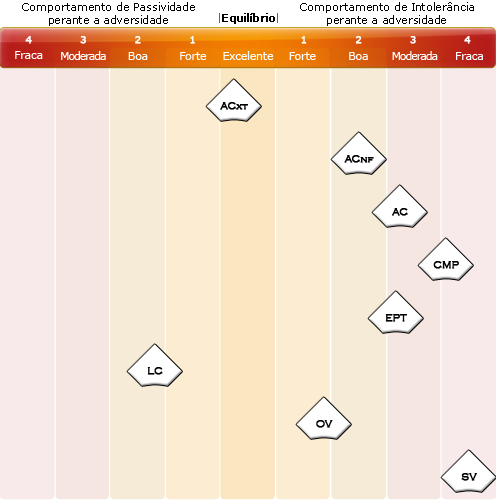 Comportamento de Passividade
perante a adversidade
|Equilíbrio|
Comportamento de Intolerância
perante a adversidade
4 3 2 1 1 2 3 4
Fraca Moderada Boa Forte Excelente Forte Boa Moderada Fraca
ACXT
ACNF
AC
CMP
EPT
LC
OV
SV